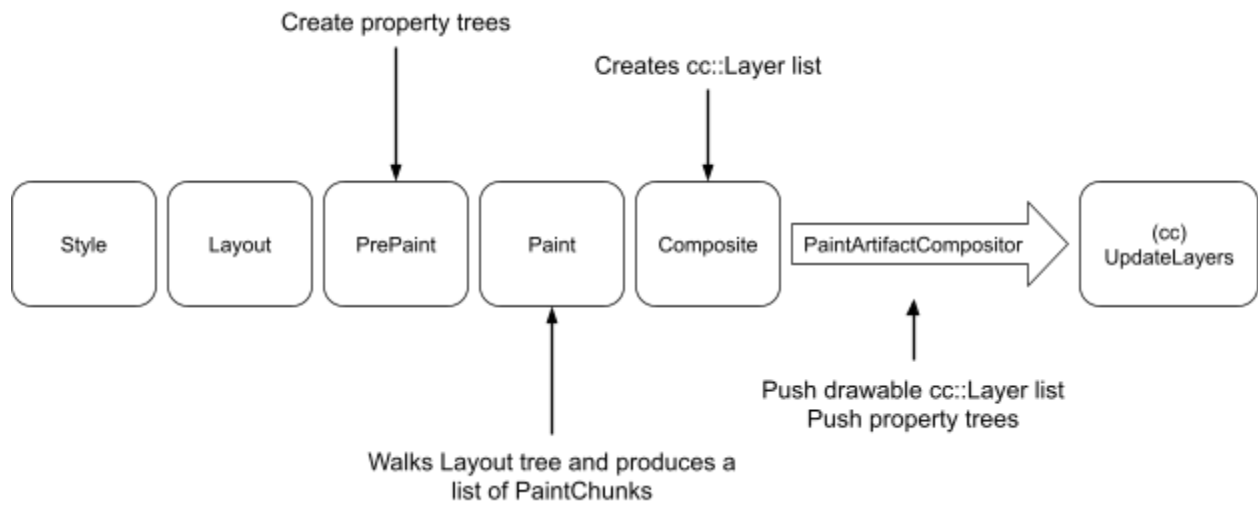 Create property trees
Creates cc::Layer list
Style
Layout
PrePaint
Paint
Composite
PaintArtifactCompositor
(cc)
UpdateLayers
Push drawable cc::Layer list
Push property trees
Walks Layout tree and produces a
list of PaintChunks